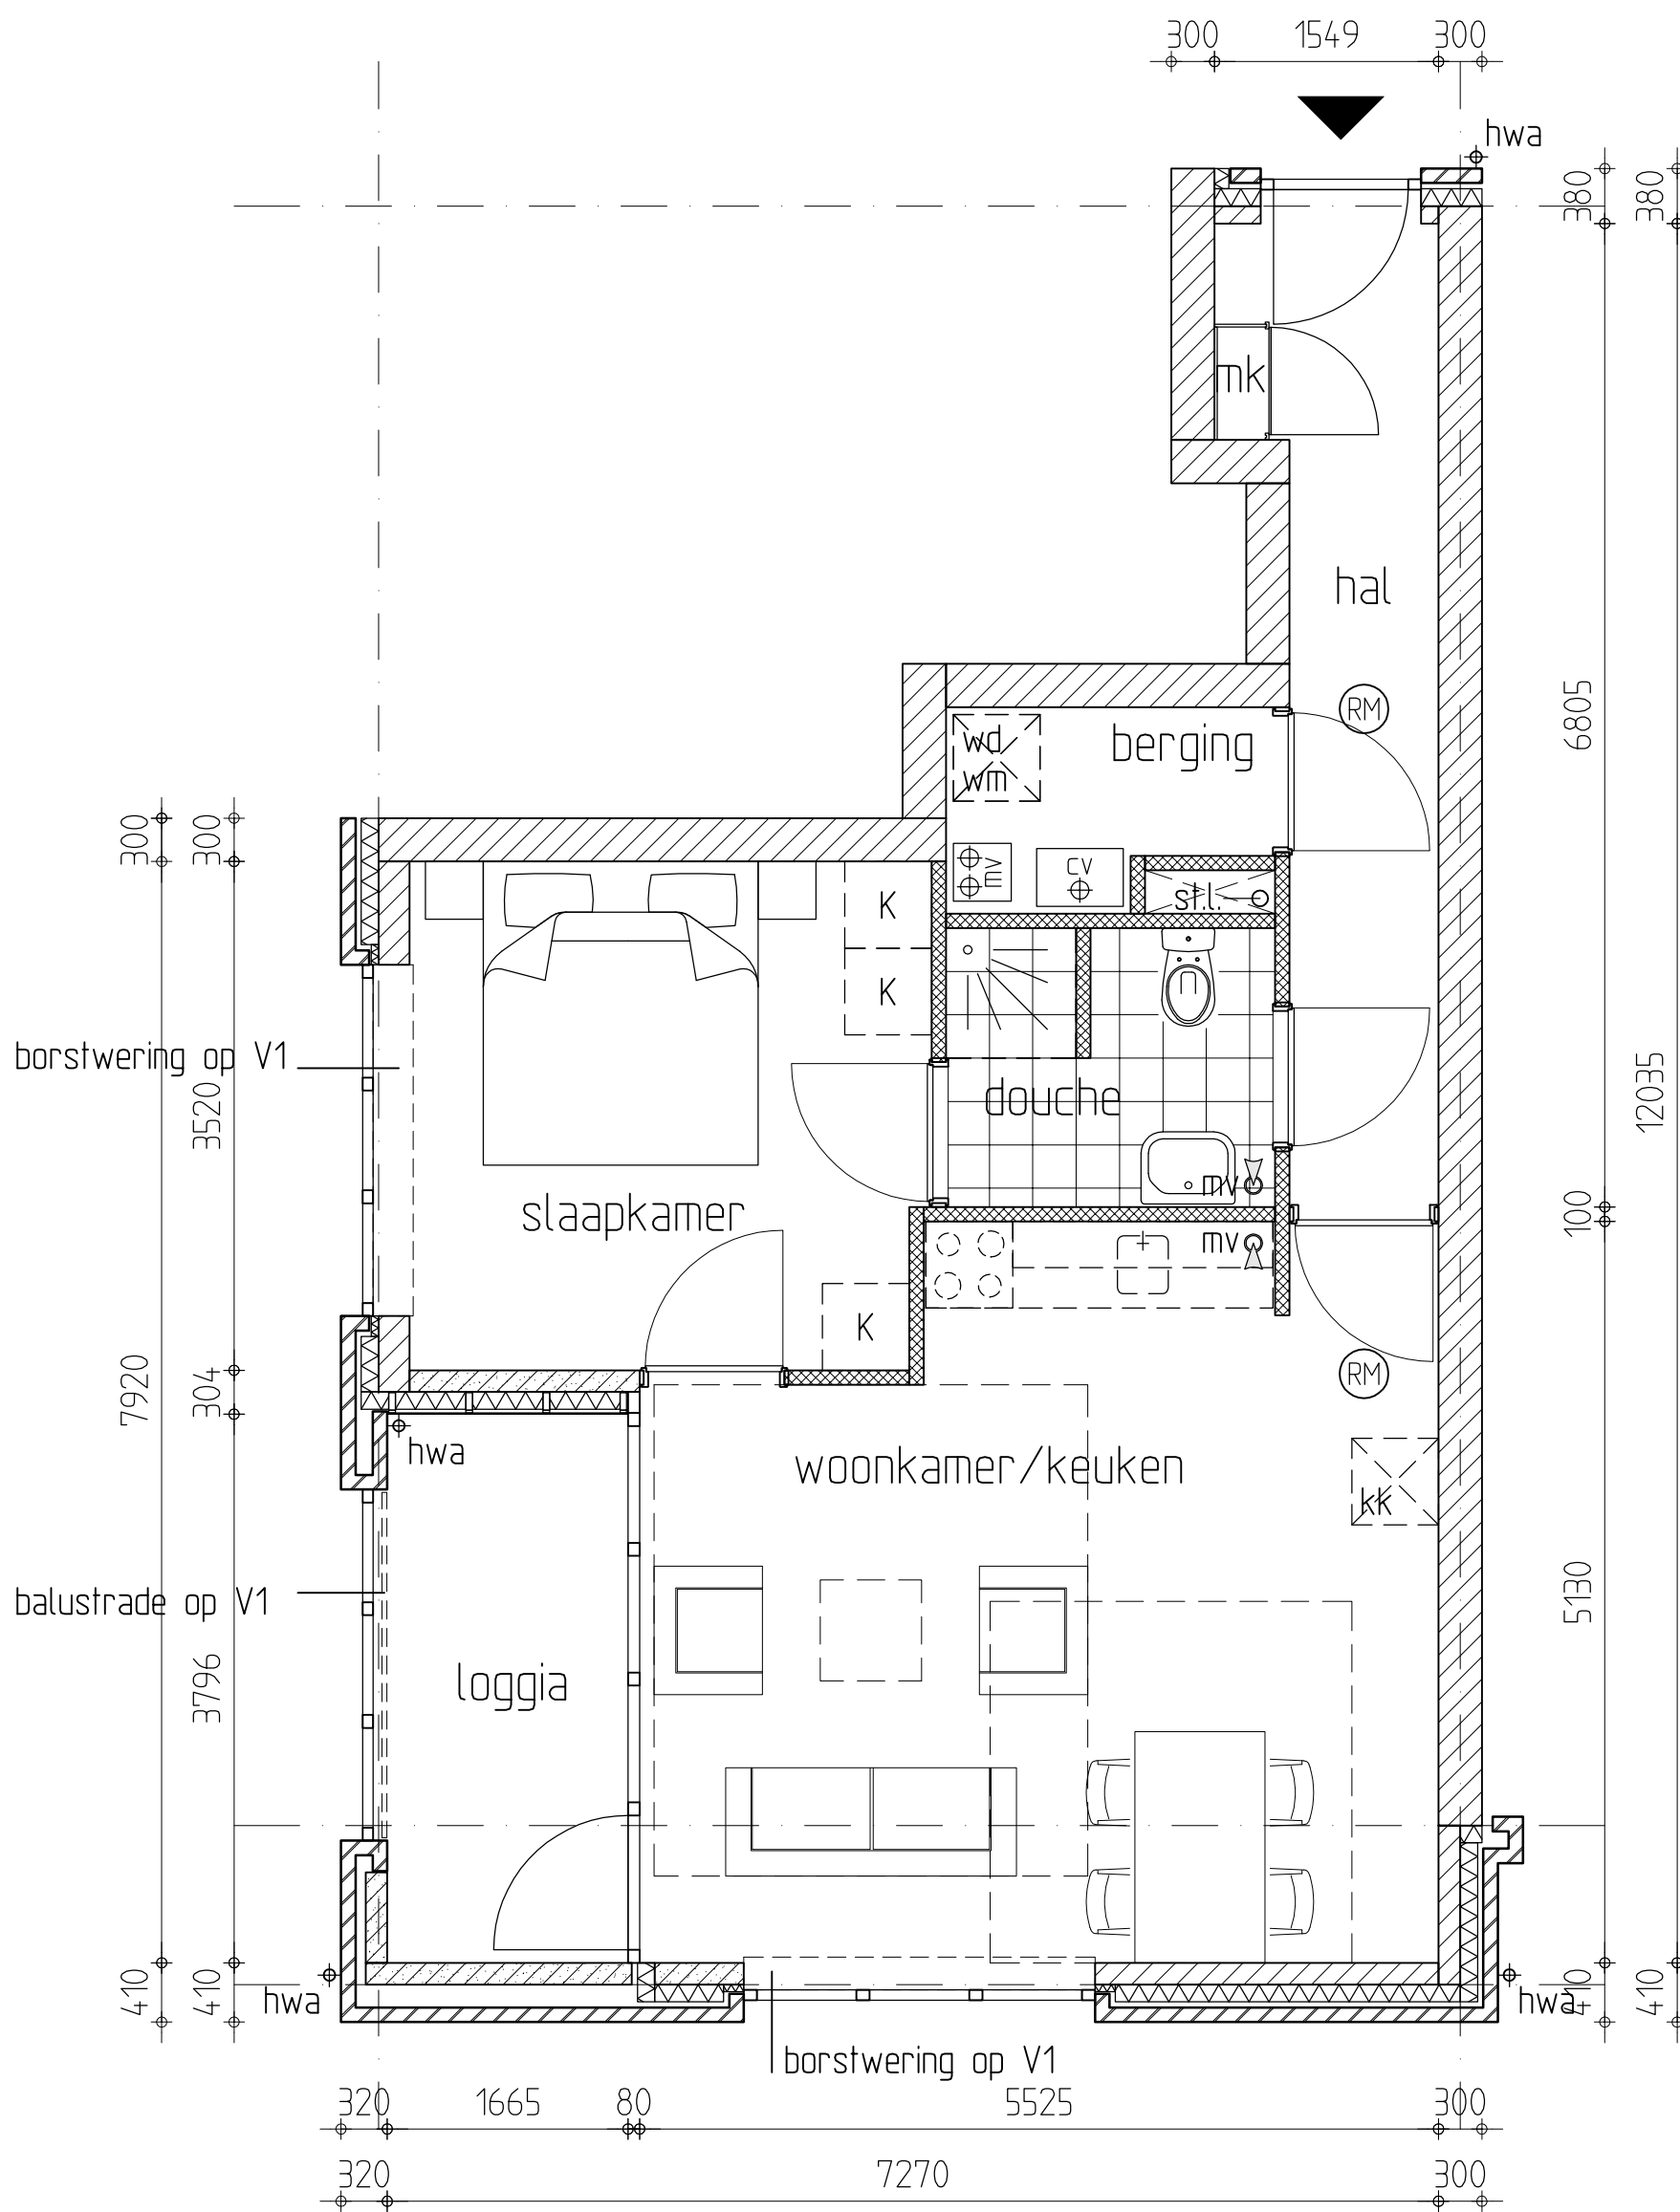 300 1549 300
hwa
380 380
mk
hal
RM
6805
wd
wm
berging
300 300
mv
cv
st.l.
K
K
borstwering op V1
3520
12035
douche
mv
slaapkamer
100
mv
K
RM
7920
304
hwa
woonkamer/keuken
kk
balustrade op V1
5130
3796
loggia
410 410
hwa
hwa
410 410
borstwering op V1
320 1665 80 5525 300
320 7270 300